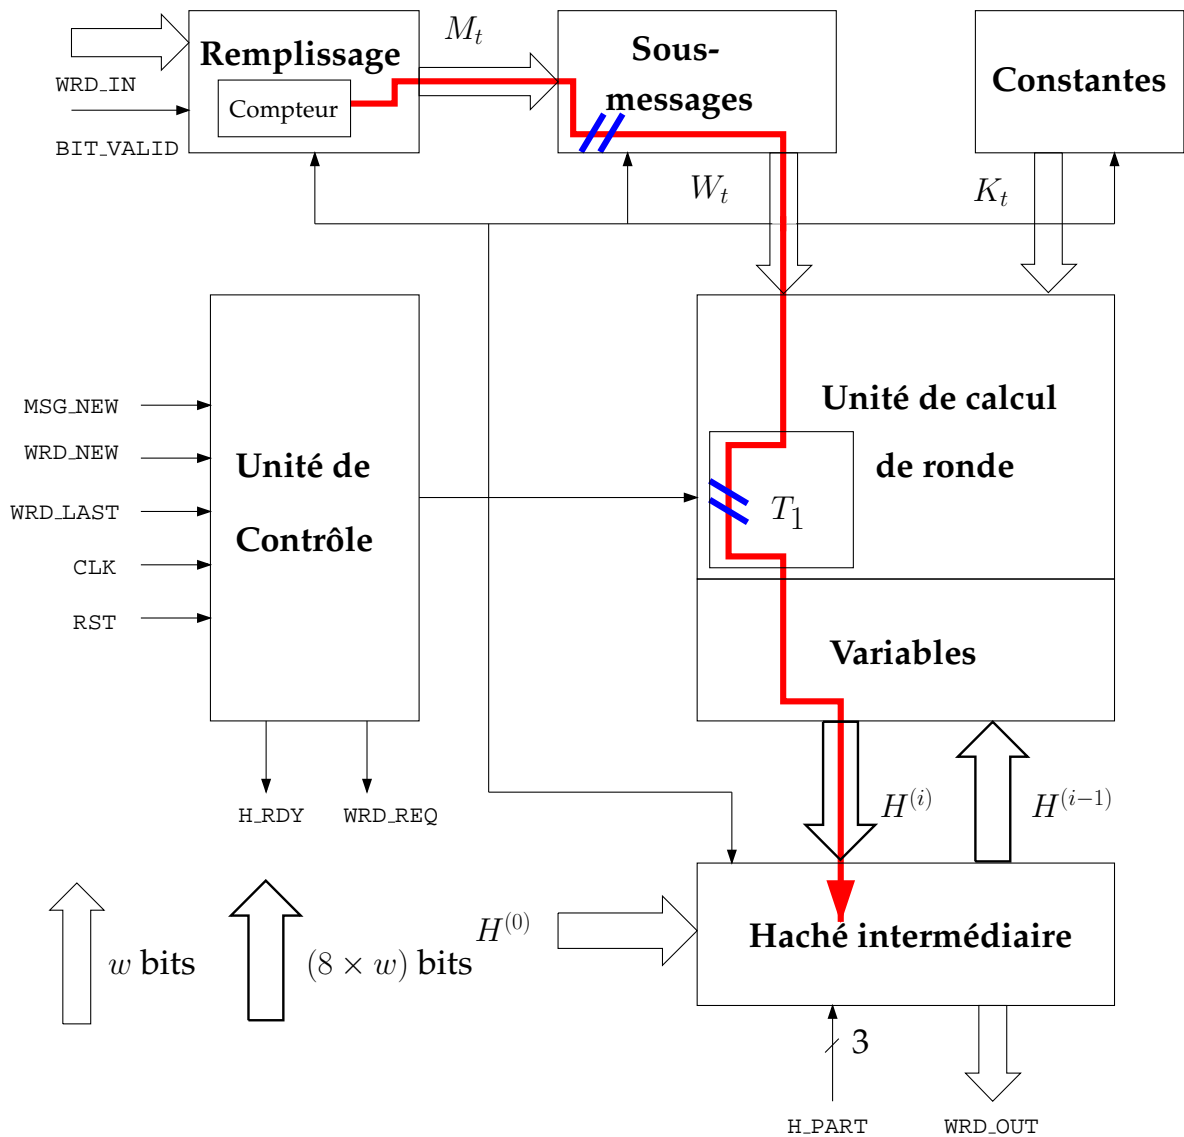 Remplissage
M_t
Sous-
messages
Constantes
WRD_IN
Compteur
BIT_VALID
W_t
K_t
MSG_NEW
WRD_NEW
WRD_LAST
CLK
RST
Unité de
Contrôle
Unité de calcul
de ronde
T_1
Variables
H_RDY
WRD_REQ
H^{(i)}
H^{(i-1)}
w bits
(8 × w) bits
H^{(0)}
Haché intermédiaire
3
H_PART
WRD_OUT